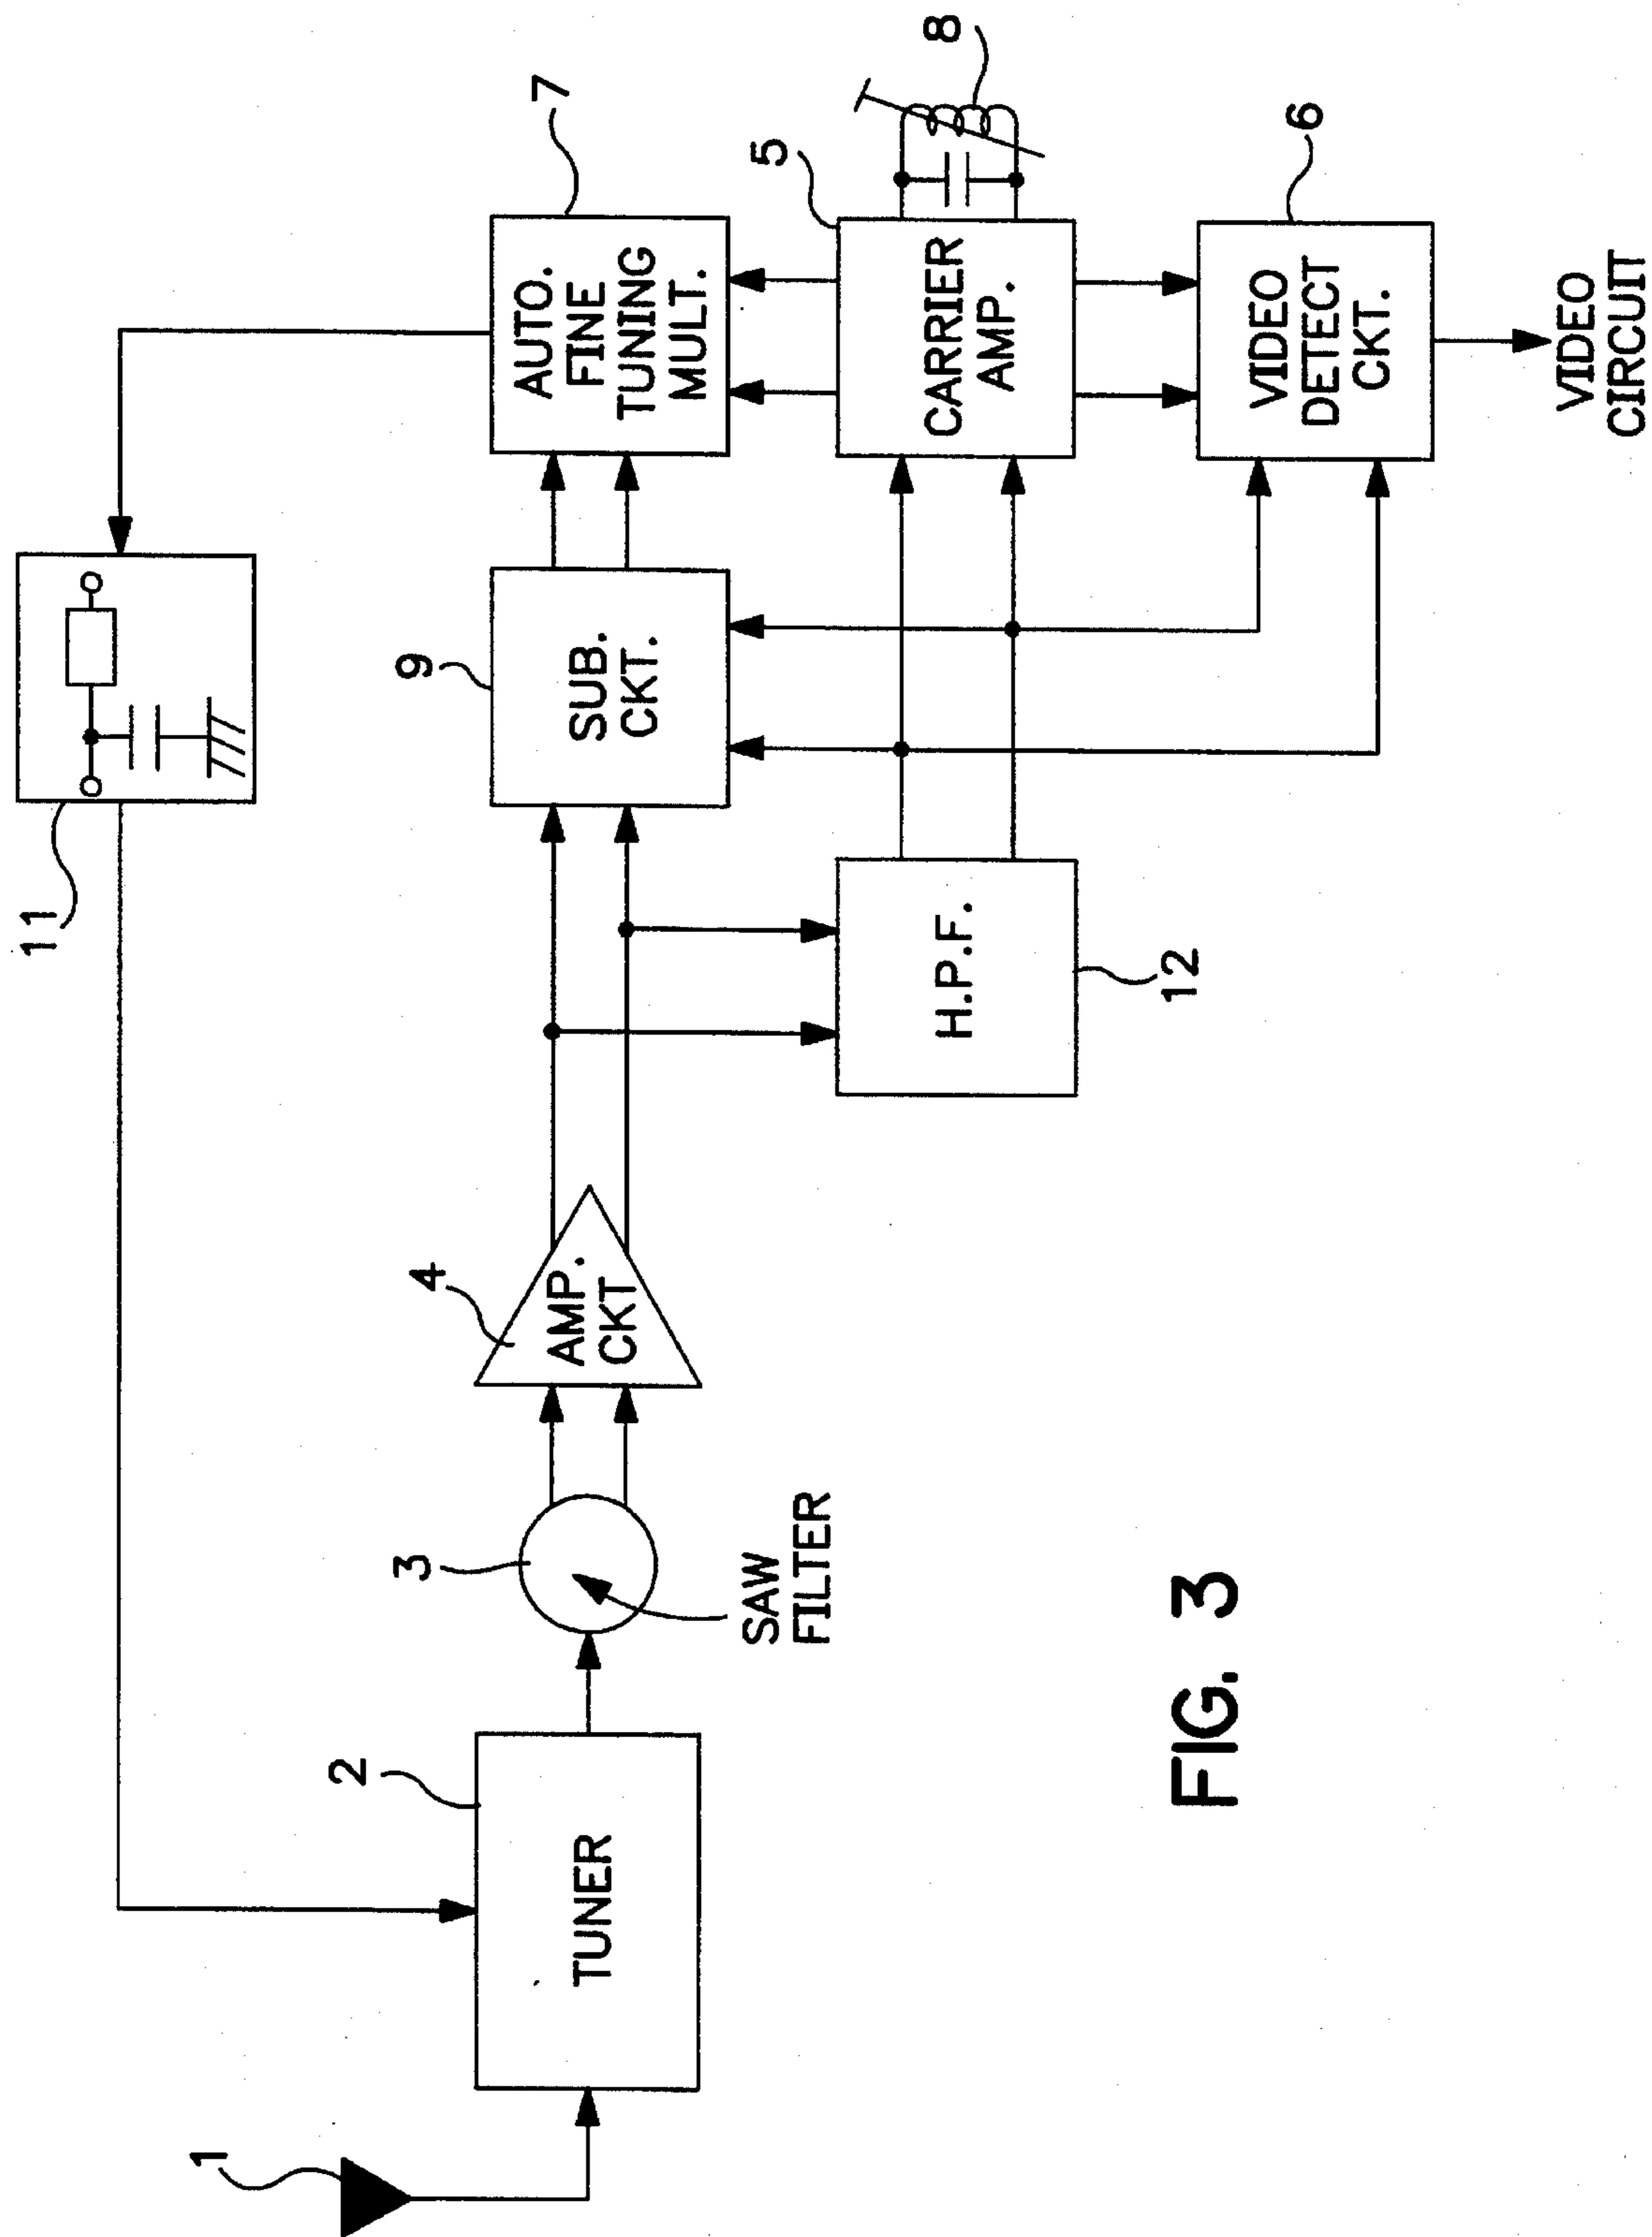 11
7
AUTO.
FINE
TUNING
MULT.
9
SUB.
CKT.
4
AMP.
CKT
3
SAW
FILTER
2
TUNER
1
5
CARRIER
AMP.
8
H.P.F.
12
6
VIDEO
DETECT
CKT.
VIDEO
CIRCUIT
FIG. 3